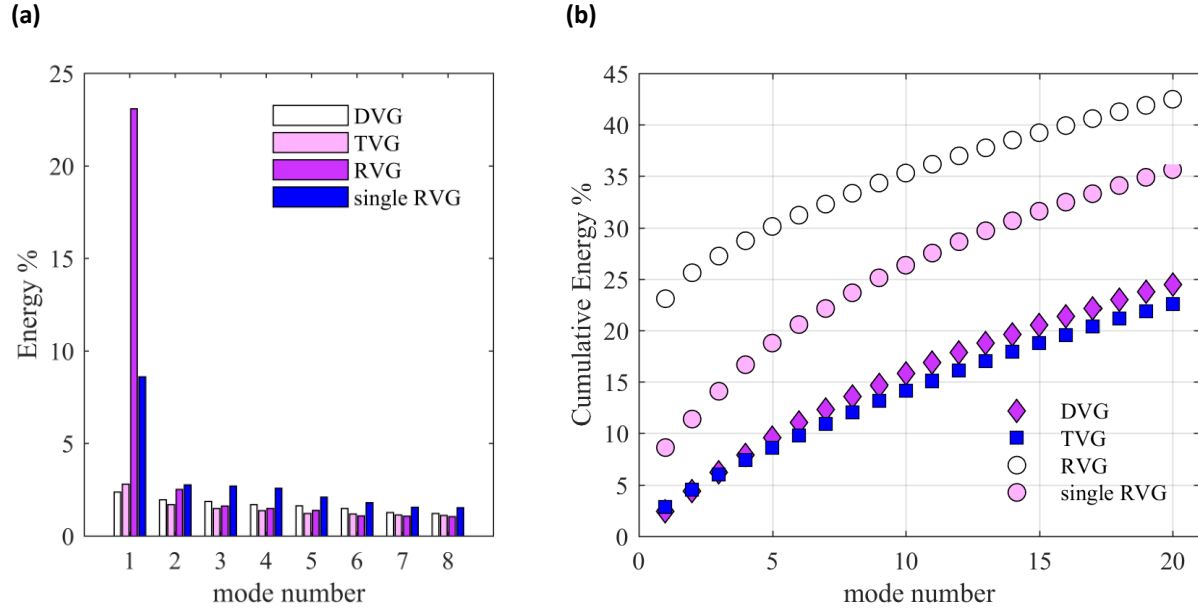 (a)
(b)
25
20
15
10
5
0
Energy %
DVG
TVG
RVG
single RVG
1 2 3 4 5 6 7 8
mode number
45
40
35
30
25
20
15
10
5
0
Cumulative Energy %
DVG
TVG
RVG
single RVG
0 5 10 15 20
mode number